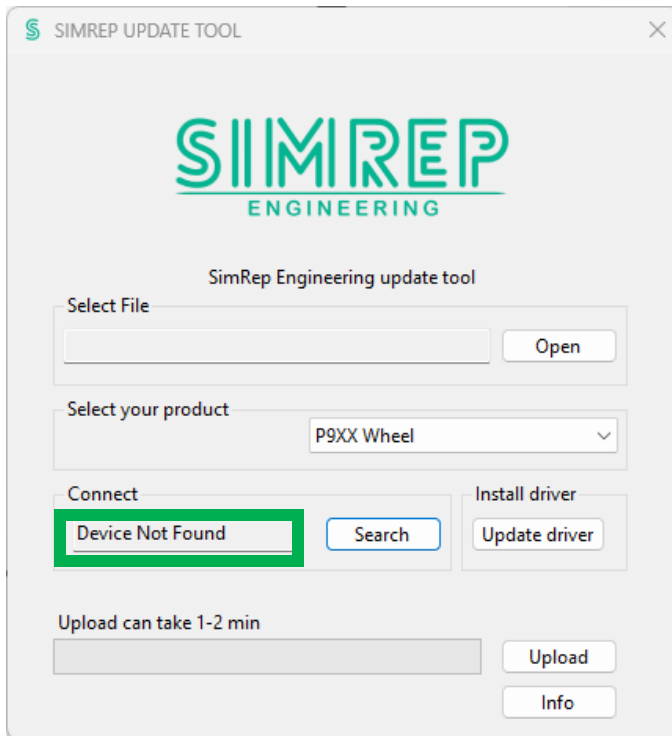 SIMREP UPDATE TOOL
SIMREP
ENGINEERING
SimRep Engineering update tool
Select File
Open
Select your product
P9XX Wheel
Connect
Install driver
Device Not Found
Search
Update driver
Upload can take 1-2 min
Upload
Info